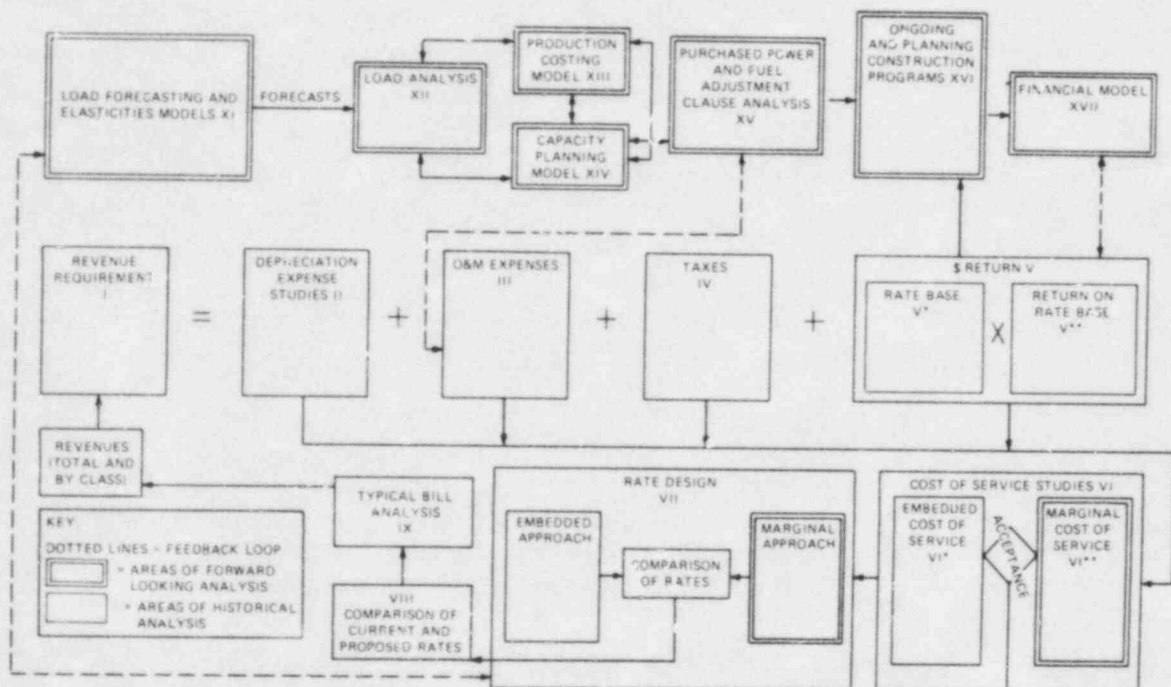 LOAD FORECASTING AND
ELASTICITIES MODELS XI
FORECASTS
LOAD ANALYSIS
XII
PRODUCTION
COSTING
MODEL XIII
CAPACITY
PLANNING
MODEL XIV
PURCHASED POWER
AND FUEL
ADJUSTMENT
CLAUSE ANALYSIS
XV
ONGOING
AND PLANNING
CONSTRUCTION
PROGRAMS XVI
FINANCIAL MODEL
XVII
REVENUE
REQUIREMENT
I
=
DEPRECIATION
EXPENSE
STUDIES II
+
O&M EXPENSES
III
+
TAXES
IV
+
$ RETURN V
RATE BASE
V*
X
RETURN ON
RATE BASE
V**
REVENUES
(TOTAL AND
BY CLASS)
TYPICAL BILL
ANALYSIS
IX
VIII
COMPARISON OF
CURRENT AND
PROPOSED RATES
RATE DESIGN
VII
EMBEDDED
APPROACH
COMPARISON
OF RATES
MARGINAL
APPROACH
COST OF SERVICE STUDIES VI
EMBEDDED
COST OF
SERVICE
VI*
ACCEPTANCE
MARGINAL
COST OF
SERVICE
VI**
KEY
DOTTED LINES = FEEDBACK LOOP
= AREAS OF FORWARD
LOOKING ANALYSIS
= AREAS OF HISTORICAL
ANALYSIS